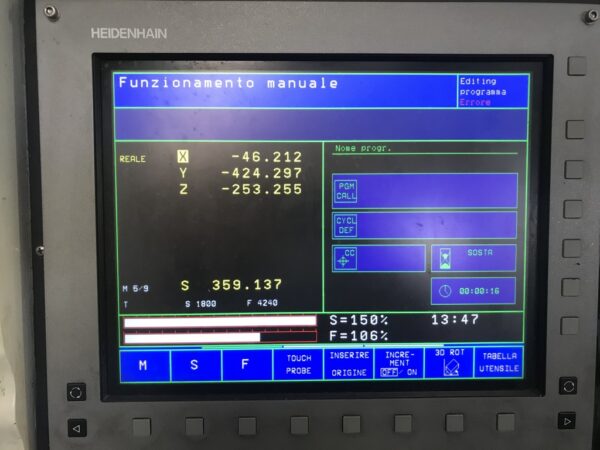 HEIDENHAIN
Funzionamento manuale
Editing
programma
Errore
REALE X -46.212
Y -424.297
Z -253.255
M 5/9 S 359.137
T S 1800 F 4240
Nome progr.
PGM
CALL
CYCL
DEF
CC
SOSTA
00:00:16
S=150% 13:47
F=106%
M
S
F
TOUCH
PROBE
INSERIRE
ORIGINE
INCRE-
MENT
OFF/ ON
3D ROT
TABELLA
UTENSILE